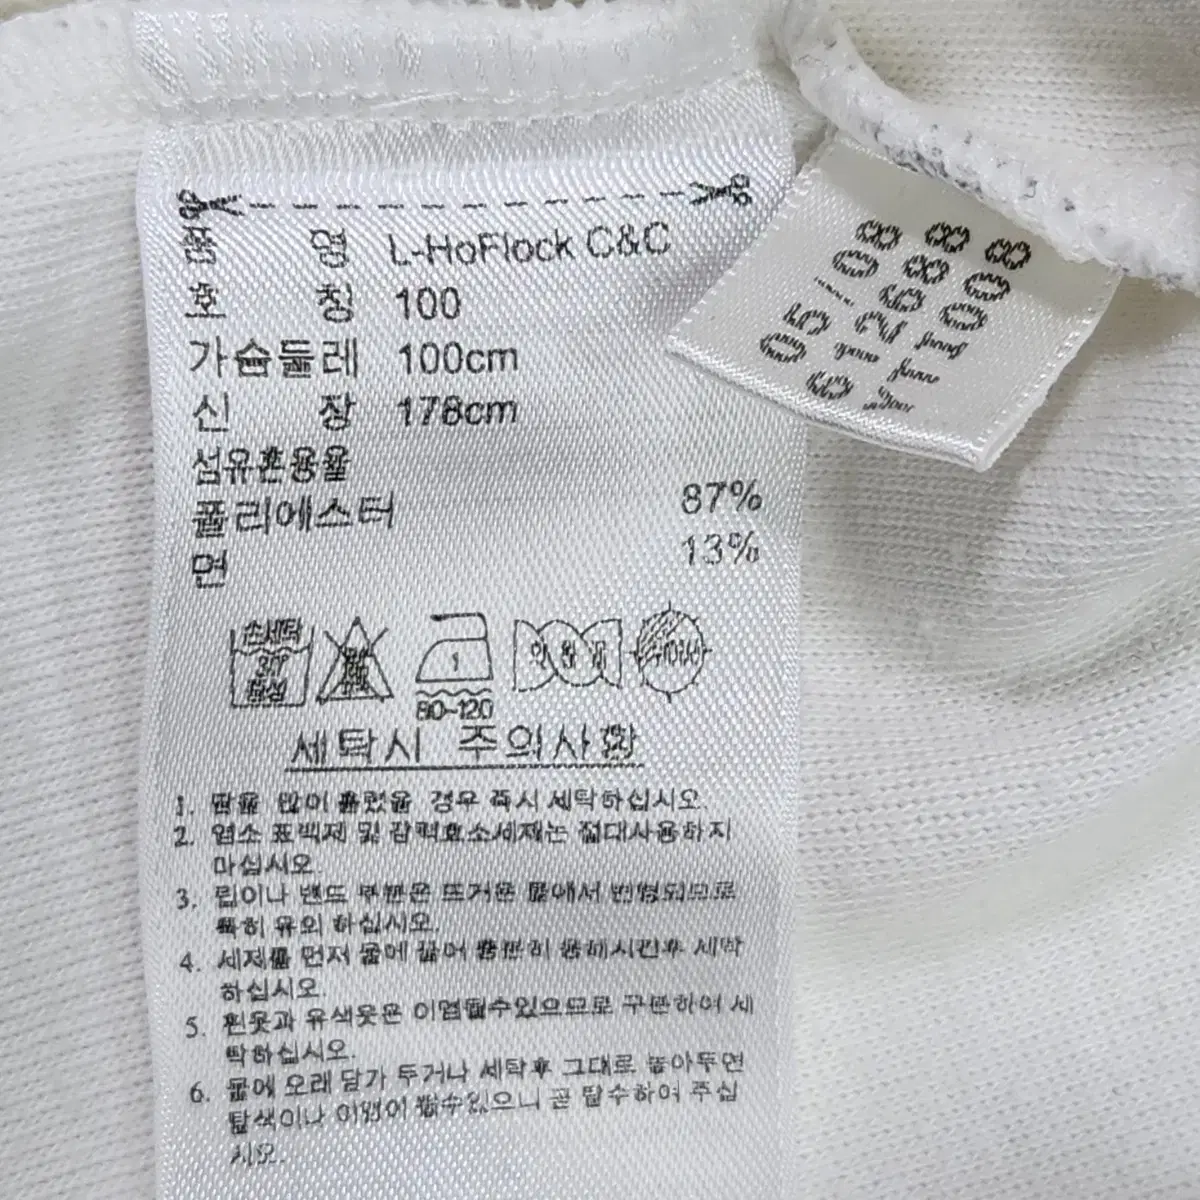 품 명 L-HoFlock C&C
호 칭 100
가슴둘레 100cm
신 장 178cm
섬유혼용율
폴리에스터 87%
면 13%
손세탁
30°
중성
1
80~120
세탁시 주의사항
1. 땀을 많이 흘렸을 경우 즉시 세탁하십시오.
2. 염소 표백제 및 강력효소세제는 절대사용하지
마십시오.
3. 립이나 밴드 부분은 뜨거운 물에서 변형되므로
특히 유의 하십시오.
4. 세제를 먼저 물에 풀어 충분히 용해시킨후 세탁
하십시오.
5. 흰옷과 유색옷은 이염될수있으므로 구분하여 세
탁하십시오.
6. 물에 오래 담가 두거나 세탁후 그대로 놓아두면
탈색이나 이염이 될수있으니 곧 탈수하여 주십
시오.
05/08